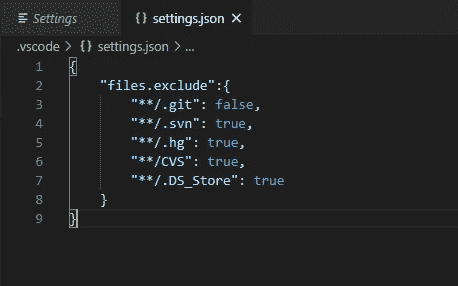 Settings
{ } settings.json ×
.vscode > { } settings.json > ...
1 {
2 "files.exclude":{
3 "**/.git": false,
4 "**/.svn": true,
5 "**/.hg": true,
6 "**/CVS": true,
7 "**/.DS_Store": true
8 }
9 }